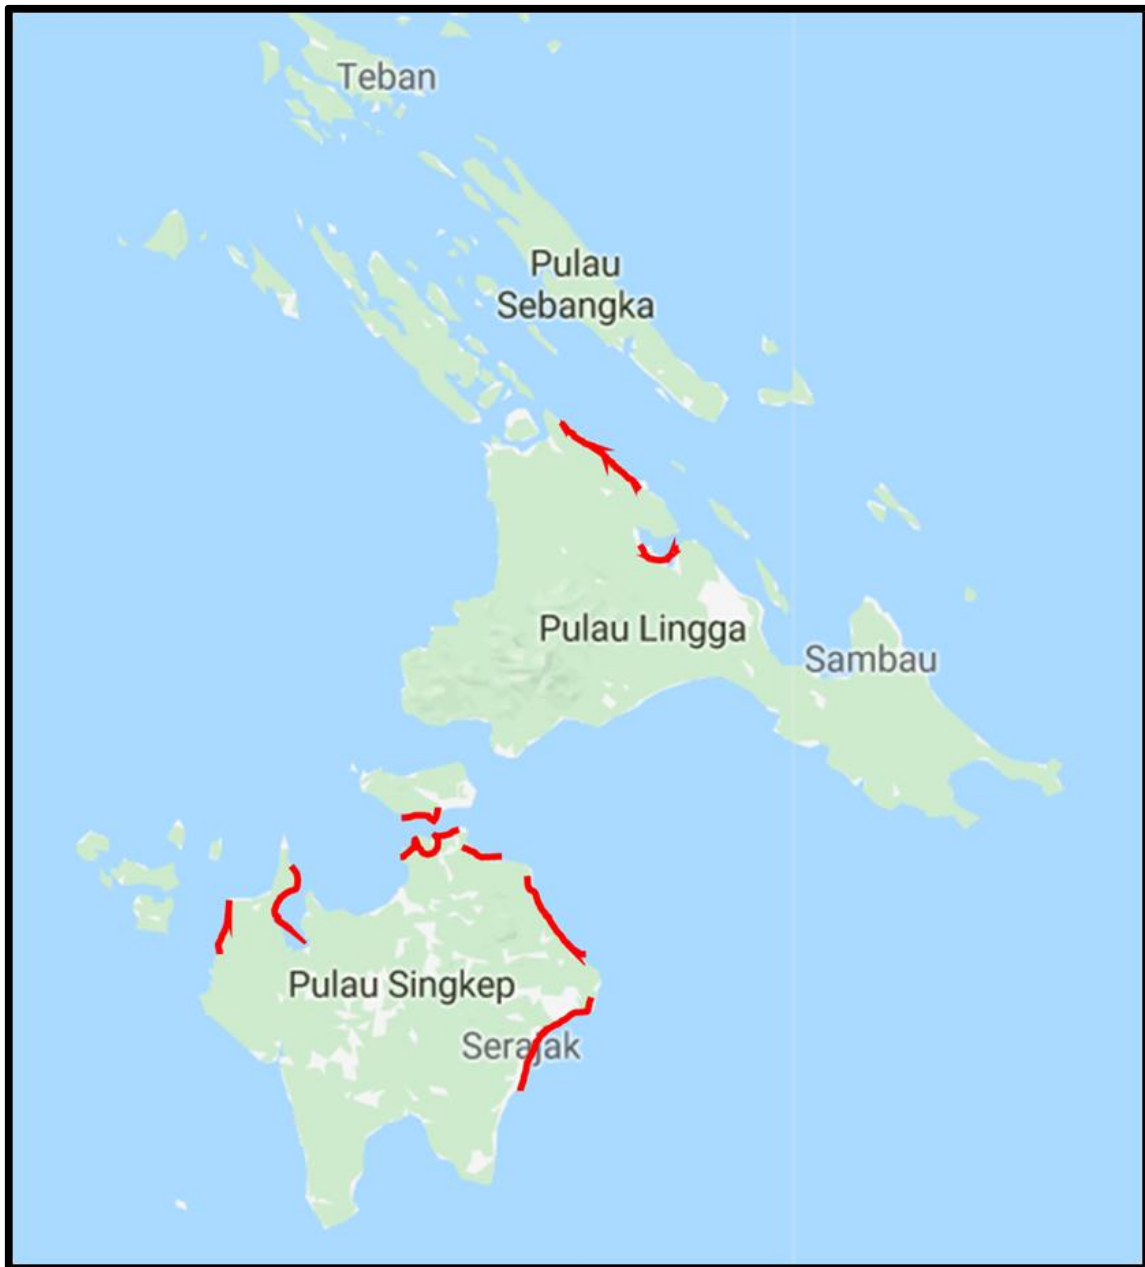 Teban
Pulau
Sebangka
Pulau Lingga
Sambau
Pulau Singkep
Serajak